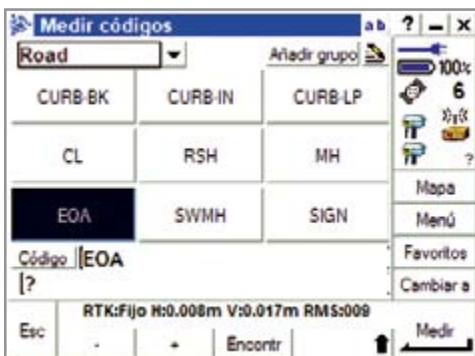 Medir códigos
ab
?
Road
Añadir grupo
100%
CURB-BK
CURB-IN
CURB-LP
6
CL
RSH
MH
?
EOA
SWMH
SIGN
Mapa
Menú
Código
[EOA
[?
Favoritos
Cambiar a
RTK:Fijo H:0.008m V:0.017m RMS:009
Esc
-
+
Encontr
Medir